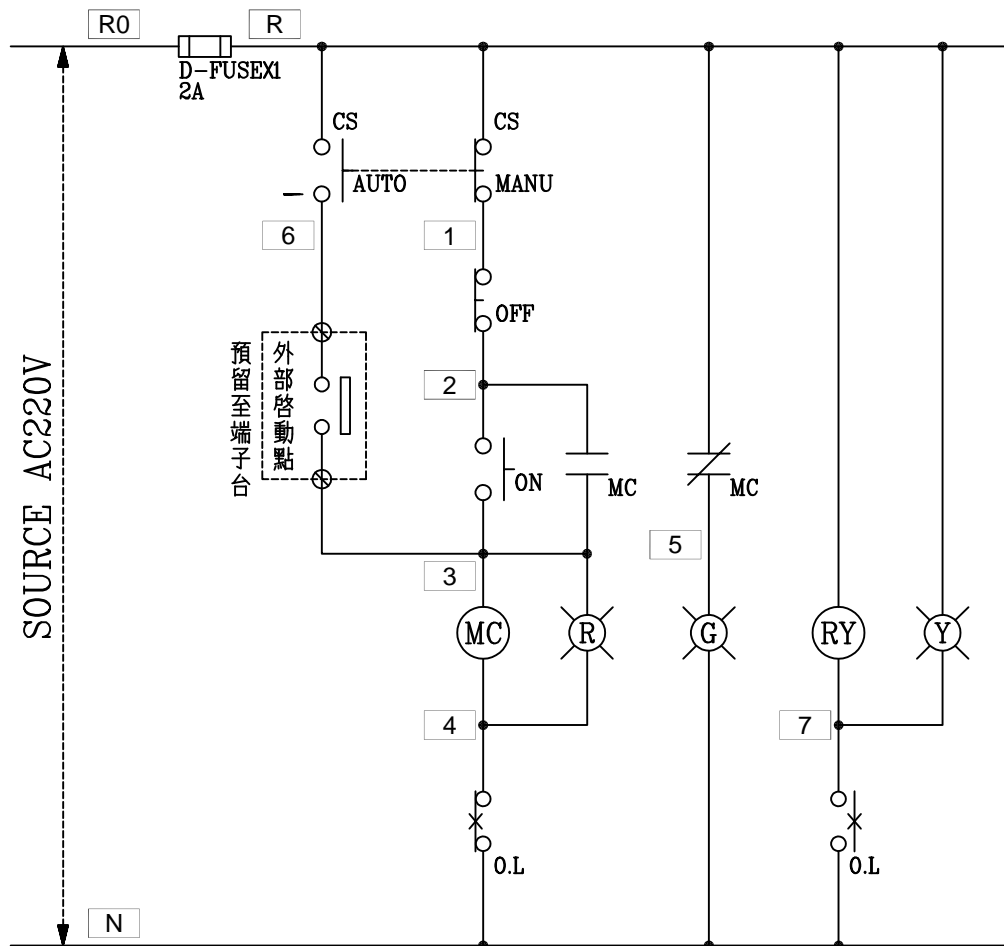 R0
R
D-FUSEX1
2A
CS
CS
AUTO
MANU
6
1
OFF
預留至端子台
外部啓動點
2
ON
MC
MC
5
3
SOURCE AC220V
MC
R
G
RY
Y
4
7
O.L
O.L
N